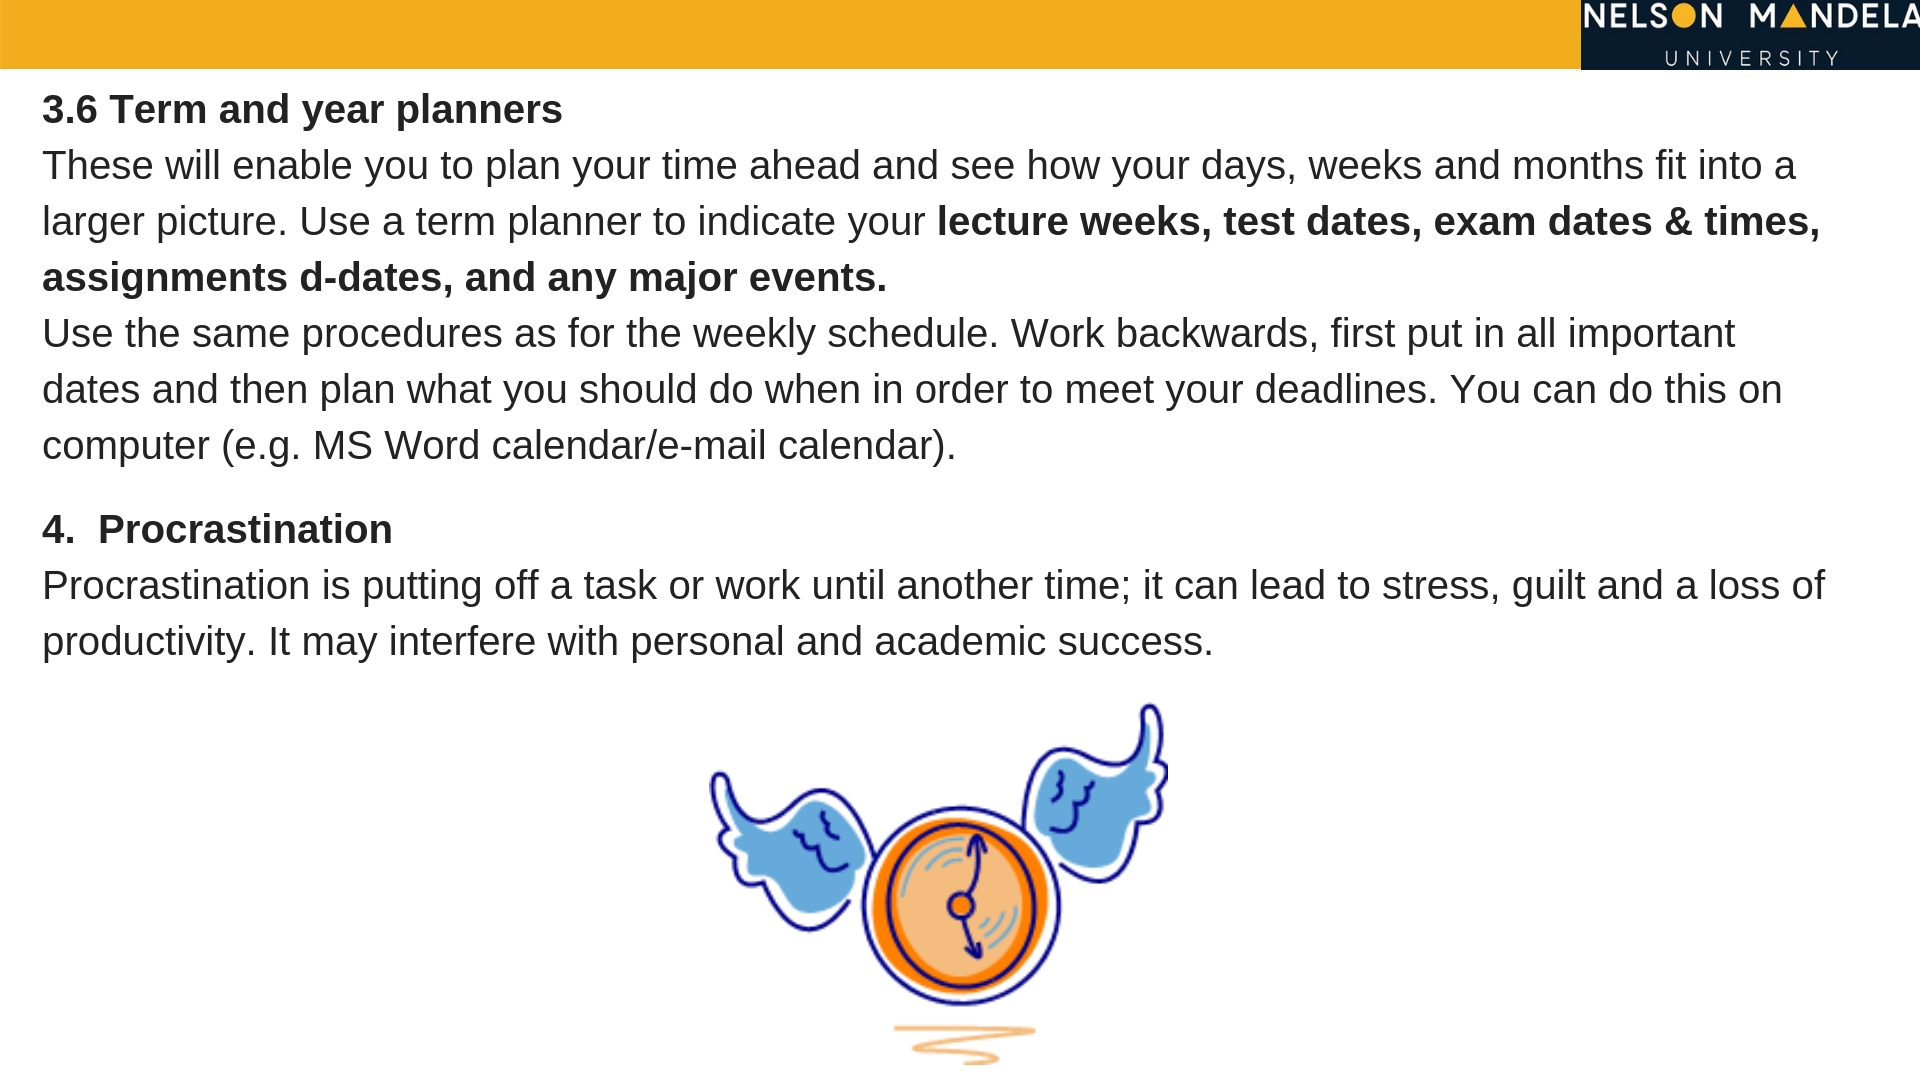 NELSON MANDELA
UNIVERSITY
3.6 Term and year planners
These will enable you to plan your time ahead and see how your days, weeks and months fit into a
larger picture. Use a term planner to indicate your lecture weeks, test dates, exam dates & times,
assignments d-dates, and any major events.
Use the same procedures as for the weekly schedule. Work backwards, first put in all important
dates and then plan what you should do when in order to meet your deadlines. You can do this on
computer (e.g. MS Word calendar/e-mail calendar).
4.  Procrastination
Procrastination is putting off a task or work until another time; it can lead to stress, guilt and a loss of
productivity. It may interfere with personal and academic success.